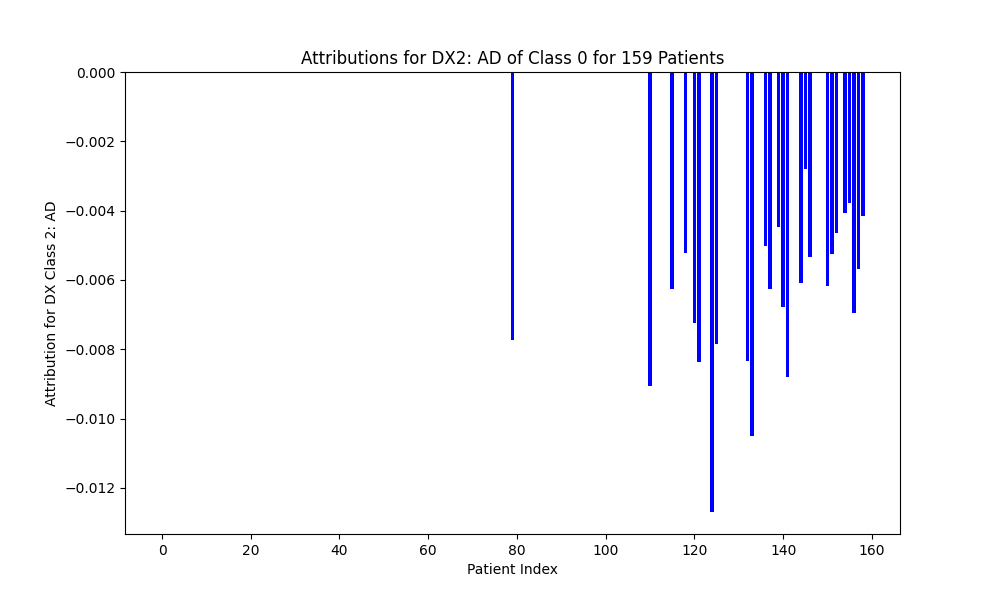 Attributions for DX2: AD of Class 0 for 159 Patients
Attribution for DX Class 2: AD
0.000
−0.002
−0.004
−0.006
−0.008
−0.010
−0.012
0 20 40 60 80 100 120 140 160
Patient Index